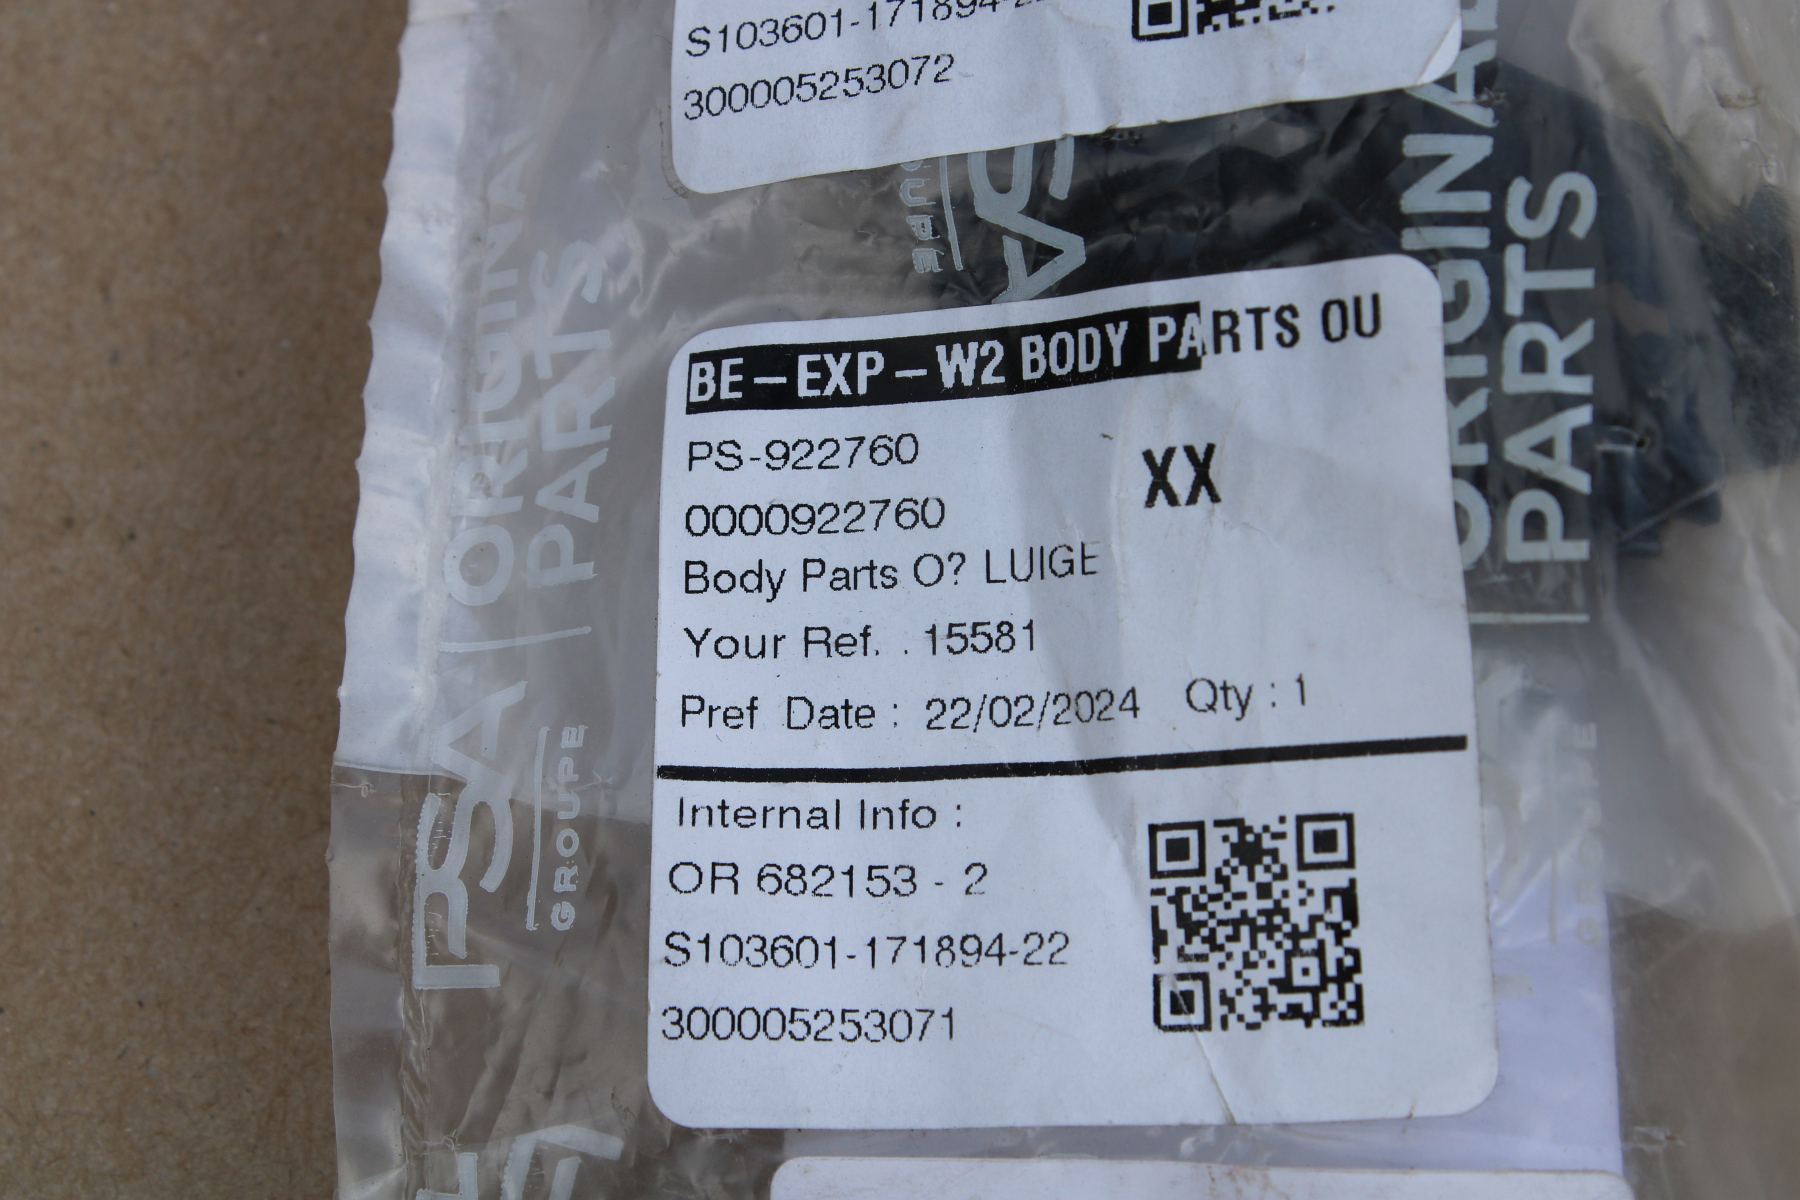 S103601-171894-22
300005253072
BE-EXP-W2 BODY PARTS OU
PS-922760
XX
0000922760
Body Parts O? LUIGE
Your Ref. . 15581
Pref Date : 22/02/2024 Qty : 1
Internal Info :
OR 682153 - 2
S103601-171894-22
300005253071
PSA
GROUPE
ORIGINAL
PARTS
ORIGINAL
PARTS